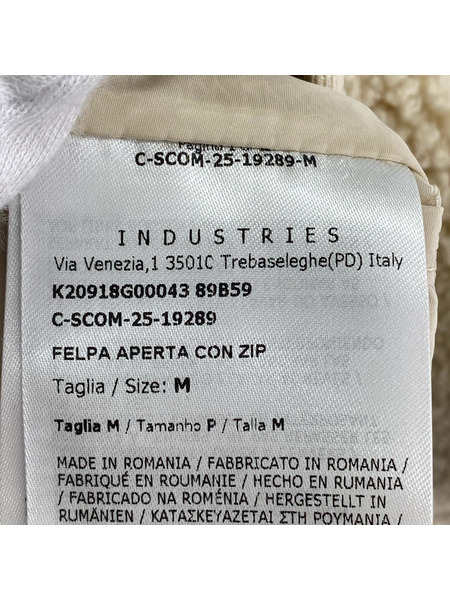 C-SCOM-25-19289-M
INDUSTRIES
Via Venezia,1 35010 Trebaseleghe(PD) Italy
K20918G00043 89B59
C-SCOM-25-19289
FELPA APERTA CON ZIP
Taglia / Size: M
Taglia M / Tamanho P / Talla M
MADE IN ROMANIA / FABBRICATO IN ROMANIA /
FABRIQUÉ EN ROUMANIE / HECHO EN RUMANIA
/ FABRICADO NA ROMÉNIA / HERGESTELLT IN
RUMÄNIEN / ΚΑΤΑΣΚΕΥΑΖΕΤΑΙ ΣΤΗ ΡΟΥΜΑΝΙΑ /